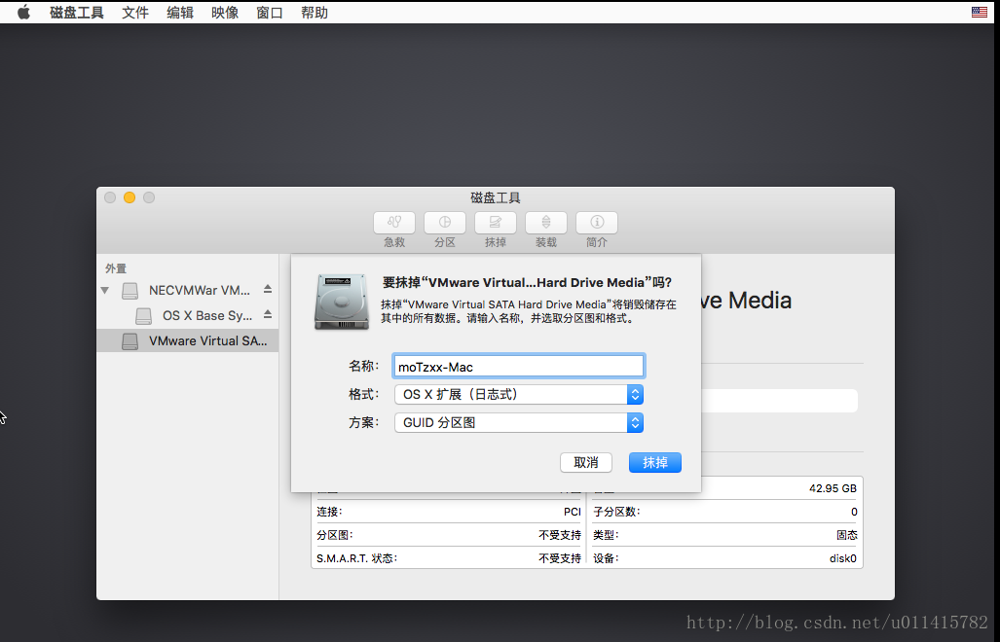 磁盘工具 文件 编辑 映像 窗口 帮助
磁盘工具
急救 分区 抹掉 装载 简介
外置
NECVMWar VM...
OS X Base Sy...
VMware Virtual SA...
要抹掉“VMware Virtual...Hard Drive Media”吗?
抹掉“VMware Virtual SATA Hard Drive Media”将销毁储存在
其中的所有数据。请输入名称，并选取分区图和格式。
ve Media
名称: moTzxx-Mac
格式: OS X 扩展（日志式）
方案: GUID 分区图
取消 抹掉
42.95 GB
连接: PCI 子分区数: 0
分区图: 不受支持 类型: 固态
S.M.A.R.T. 状态: 不受支持 设备: disk0
http://blog.csdn.net/u011415782